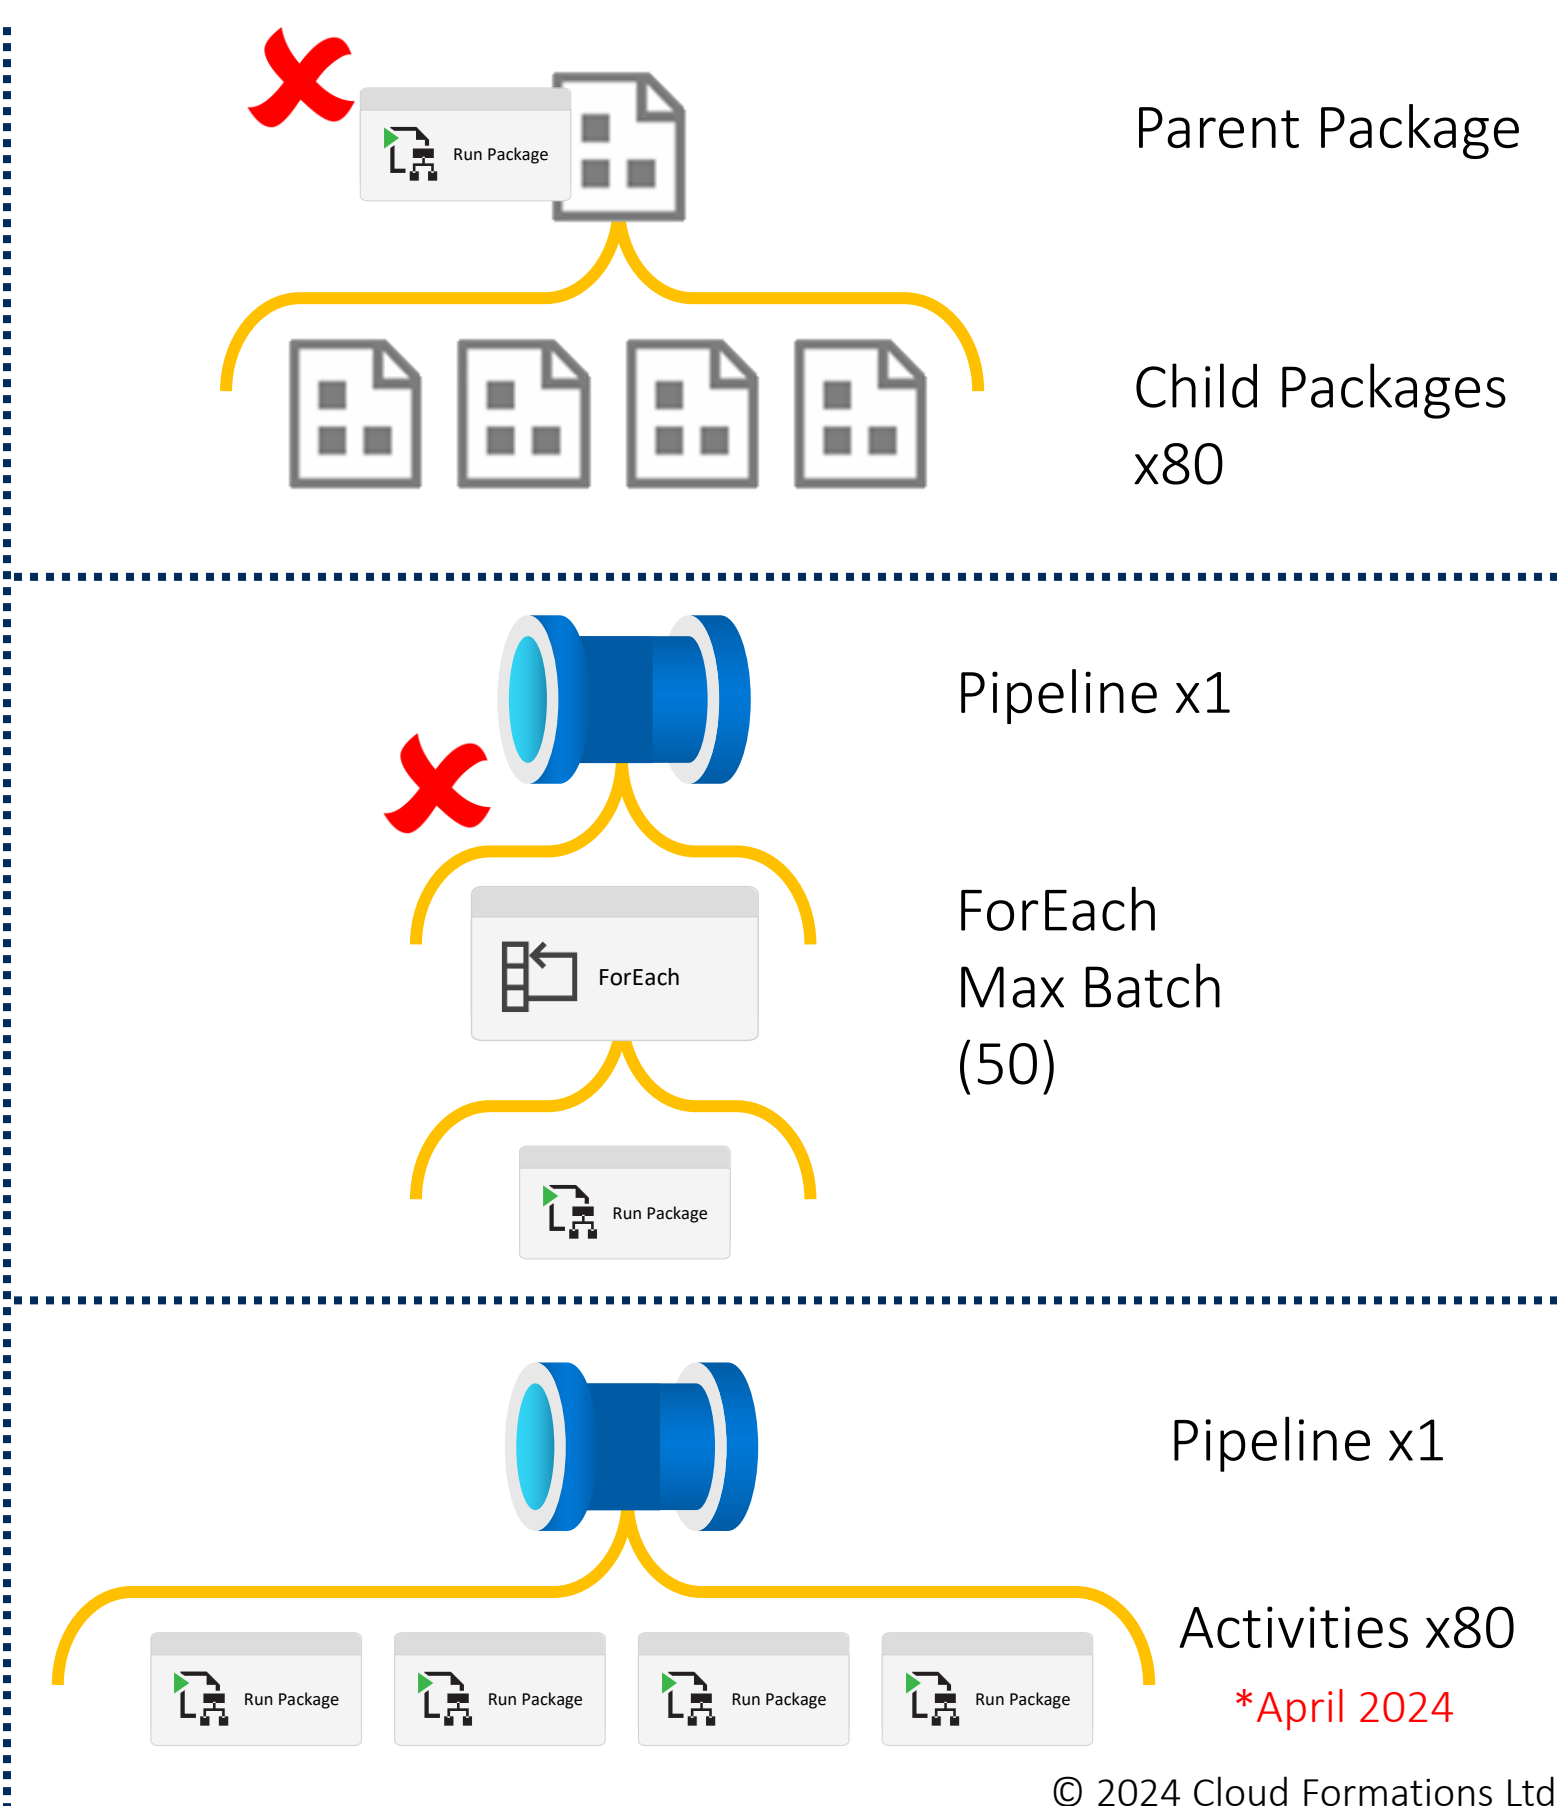 Parent Package
Run Package
Child Packages
x80
Pipeline x1
ForEach
Max Batch
(50)
ForEach
Run Package
Pipeline x1
Activities x80
Run Package
Run Package
Run Package
Run Package
*April 2024
© 2024 Cloud Formations Ltd